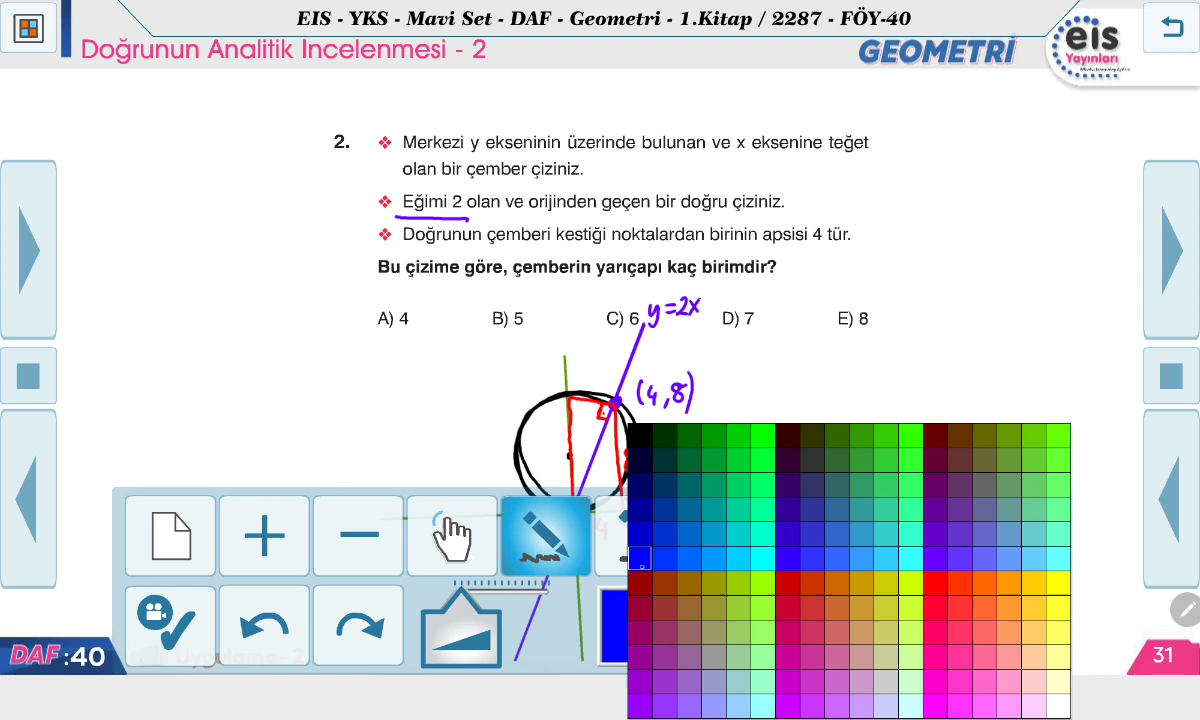 EIS - YKS - Mavi Set - DAF - Geometri - 1.Kitap / 2287 - FÖY-40
Doğrunun Analitik İncelenmesi - 2
GEOMETRİ
eis
Yayınları
2.
❖ Merkezi y ekseninin üzerinde bulunan ve x eksenine teğet
olan bir çember çiziniz.
❖ Eğimi 2 olan ve orijinden geçen bir doğru çiziniz.
❖ Doğrunun çemberi kestiği noktalardan birinin apsisi 4 tür.
Bu çizime göre, çemberin yarıçapı kaç birimdir?
A) 4 B) 5 C) 6 D) 7 E) 8
y=2x
(4,8)
4
DAF:40
Uygulama-2
31